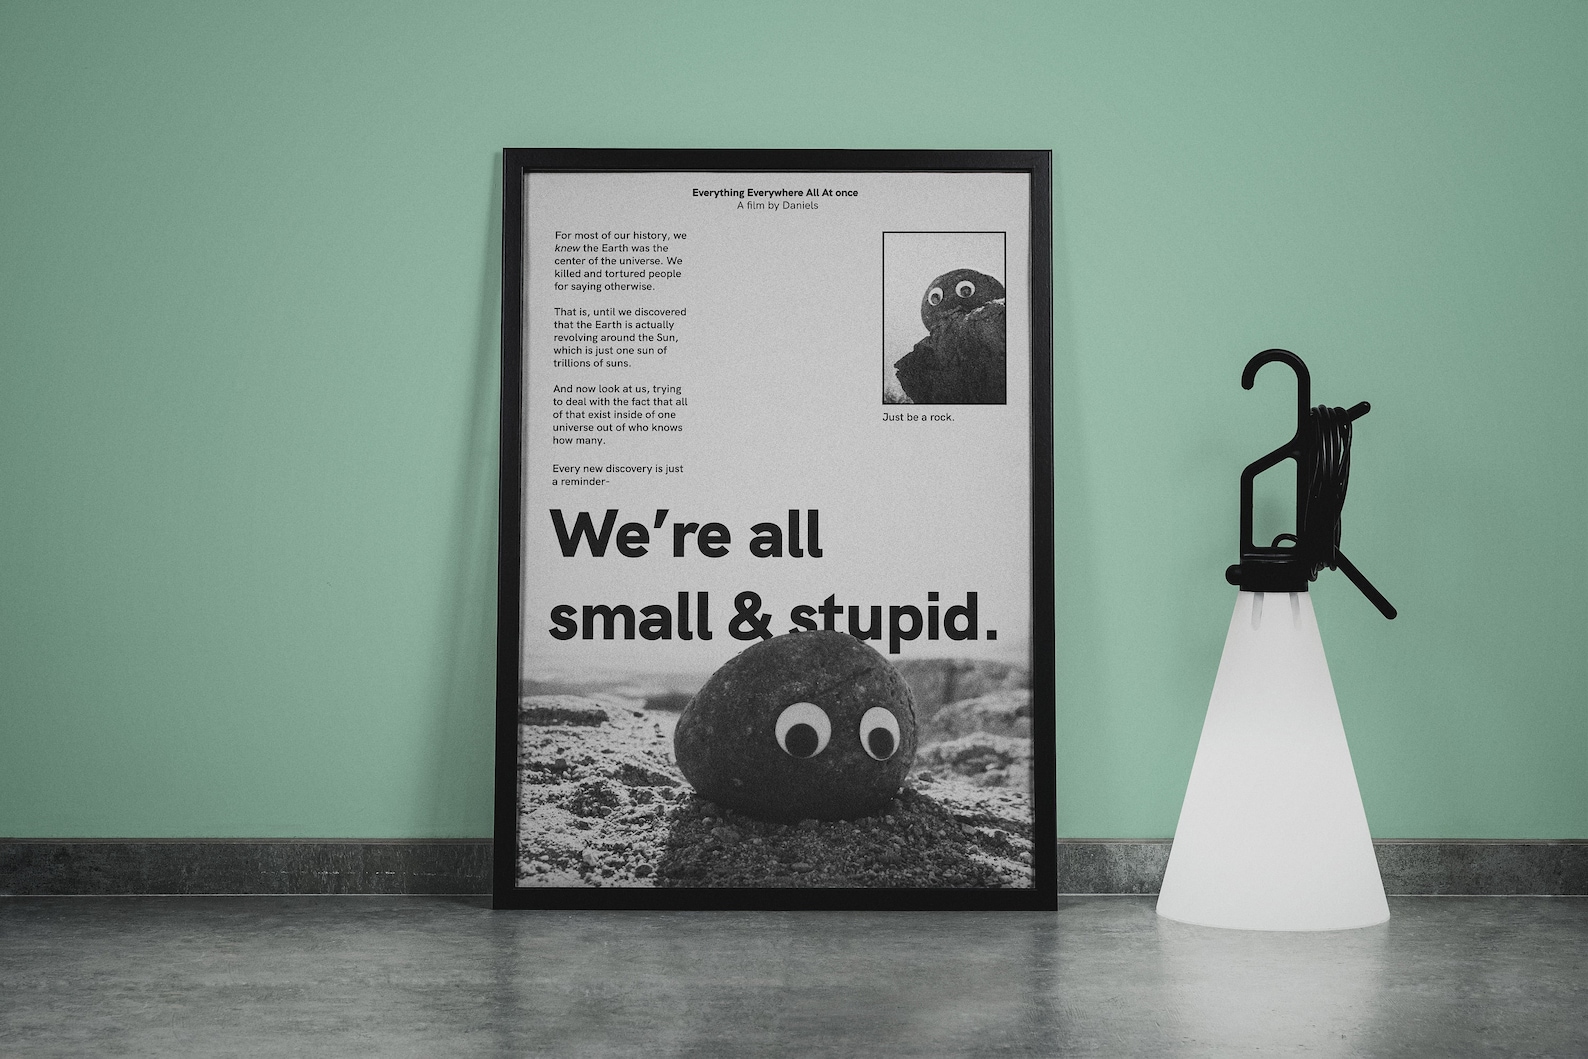 Everything Everywhere All At once
A film by Daniels
For most of our history, we
knew the Earth was the
center of the universe. We
killed and tortured people
for saying otherwise.
That is, until we discovered
that the Earth is actually
revolving around the Sun,
which is just one sun of
trillions of suns.
And now look at us, trying
to deal with the fact that all
of that exist inside of one
universe out of who knows
how many.
Every new discovery is just
a reminder-
Just be a rock.
We're all
small & stupid.